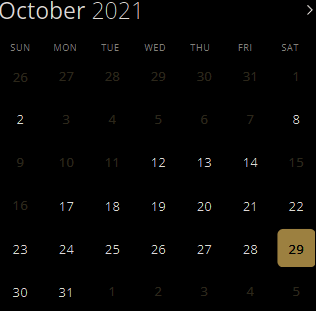 October 2021
SUN MON TUE WED THU FRI SAT
26 27 28 29 30 31 1
2 3 4 5 6 7 8
9 10 11 12 13 14 15
16 17 18 19 20 21 22
23 24 25 26 27 28 29
30 31 1 2 3 4 5